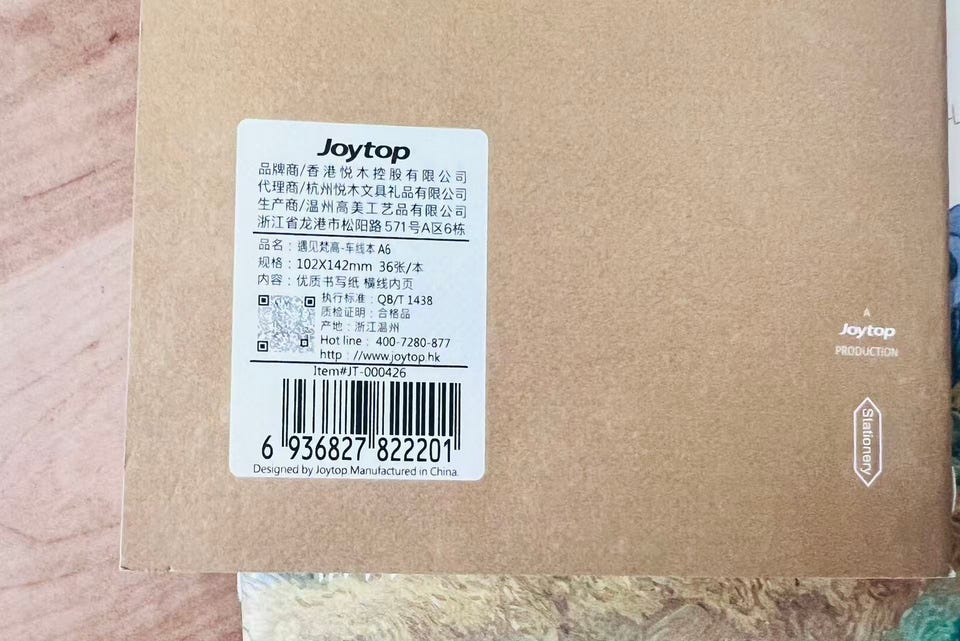 Joytop
品牌商/香港悦木控股有限公司
代理商/杭州悦木文具礼品有限公司
生产商/温州高美工艺品有限公司
浙江省龙港市松阳路571号A区6栋
品名：遇见梵高-车线本 A6
规格：102X142mm 36张/本
内容：优质书写纸 横线内页
执行标准：QB/T 1438
质检证明：合格品
产地：浙江温州
Hot line： 400-7280-877
http：//www.joytop.hk
Item#JT-000426
6 936827 822201
Designed by Joytop Manufactured in China.
A
Joytop
PRODUCTION
Stationery